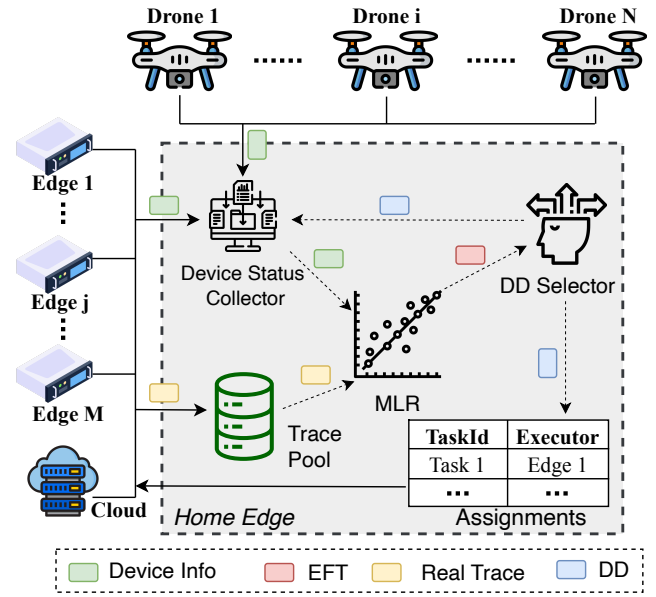 Drone 1
Drone i
Drone N
Edge 1
Edge j
Edge M
Cloud
Device Status
Collector
DD Selector
MLR
Trace
Pool
TaskId Executor
Task 1 Edge 1
... ...
Home Edge
Assignments
Device Info
EFT
Real Trace
DD